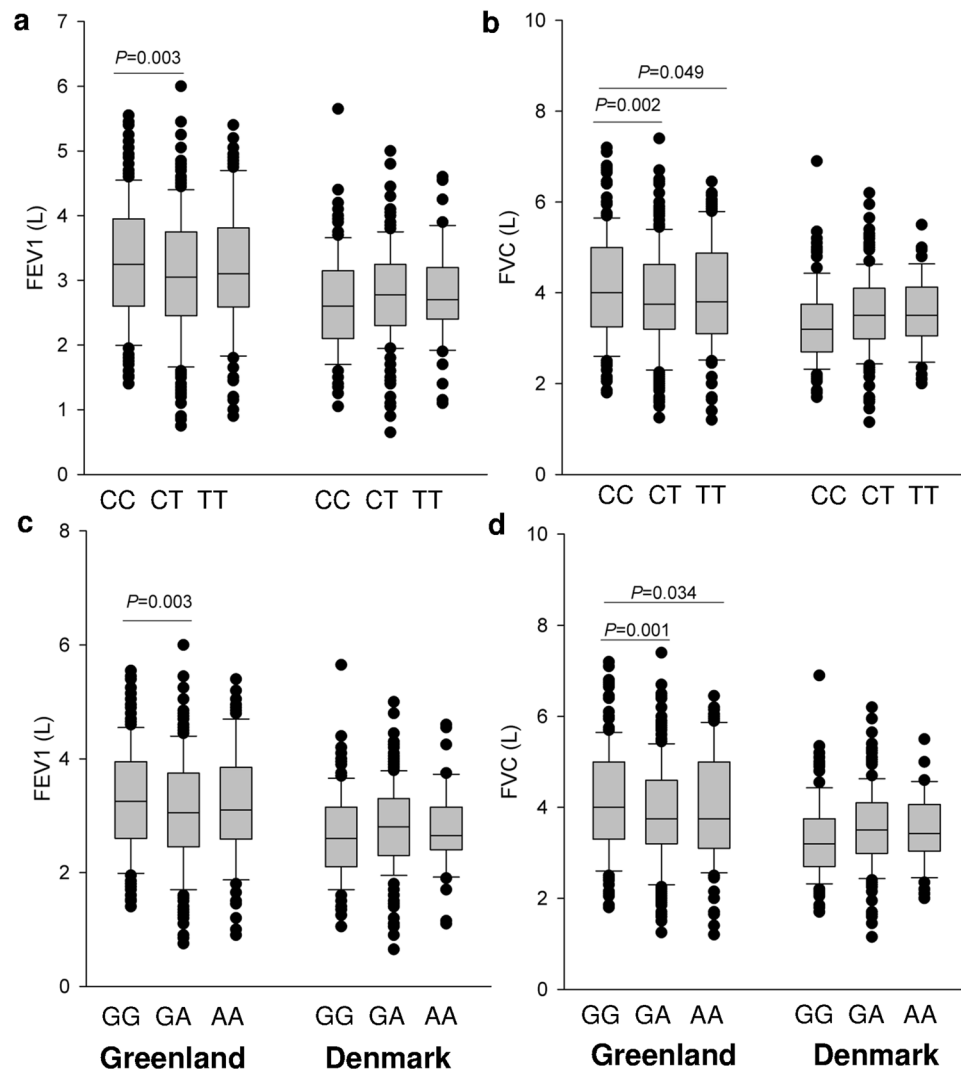 a
7
6
5
4
3
2
1
0
FEV1 (L)
P=0.003
CC CT TT CC CT TT
b
10
8
6
4
2
0
FVC (L)
P=0.049
P=0.002
CC CT TT CC CT TT
c
8
6
4
2
0
FEV1 (L)
P=0.003
GG GA AA GG GA AA
Greenland Denmark
d
10
8
6
4
2
0
FVC (L)
P=0.034
P=0.001
GG GA AA GG GA AA
Greenland Denmark